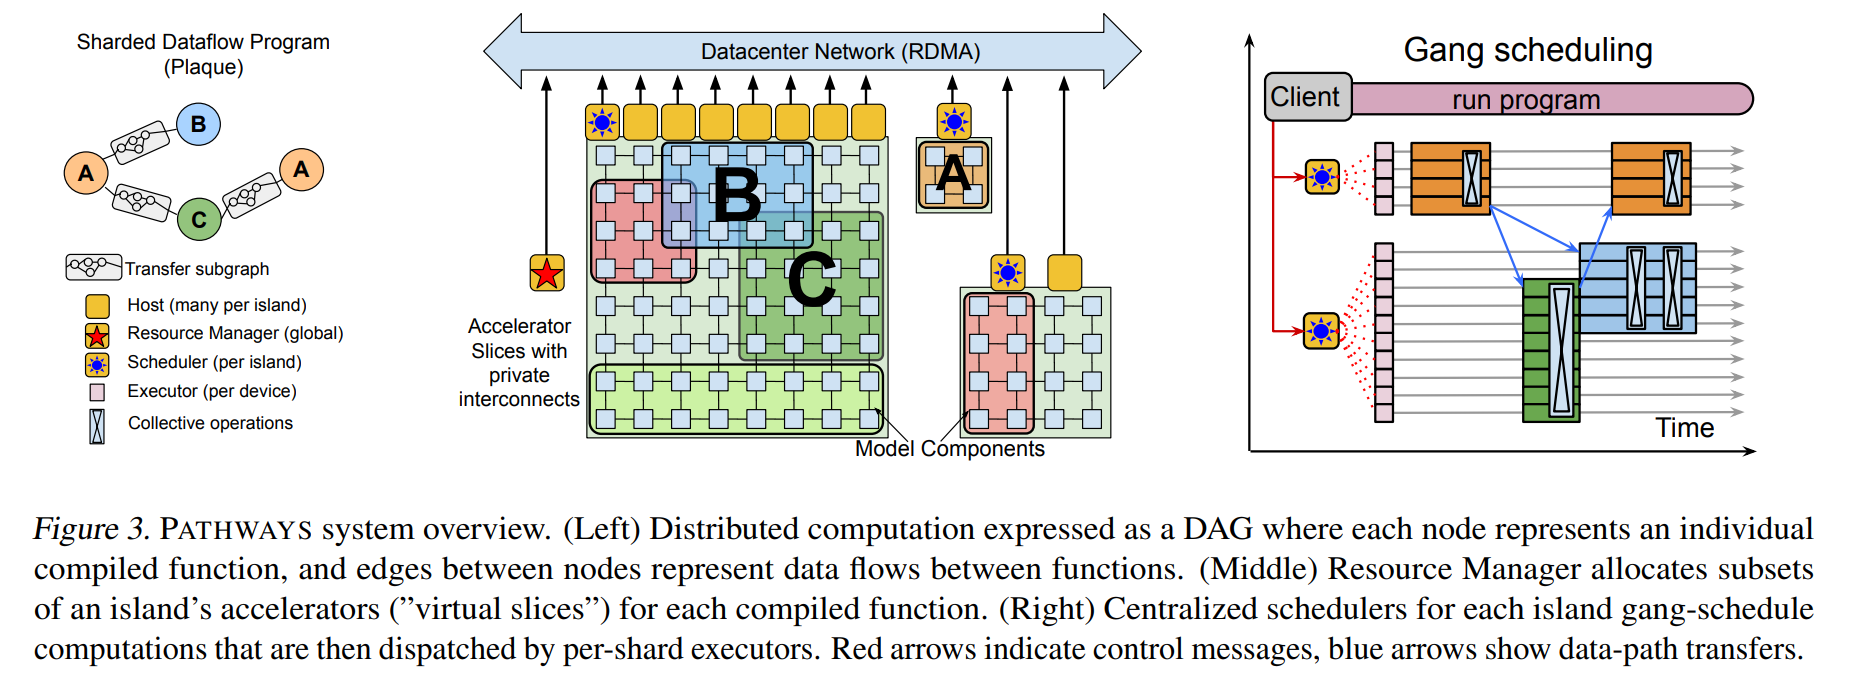 Sharded Dataflow Program
(Plaque)
B
A
A
C
Transfer subgraph
Host (many per island)
Resource Manager (global)
Scheduler (per island)
Executor (per device)
Collective operations
Datacenter Network (RDMA)
B
A
C
Accelerator
Slices with
private
interconnects
Model Components
Gang scheduling
Client
run program
Time
Figure 3. PATHWAYS system overview. (Left) Distributed computation expressed as a DAG where each node represents an individual
compiled function, and edges between nodes represent data flows between functions. (Middle) Resource Manager allocates subsets
of an island's accelerators (”virtual slices”) for each compiled function. (Right) Centralized schedulers for each island gang-schedule
computations that are then dispatched by per-shard executors. Red arrows indicate control messages, blue arrows show data-path transfers.